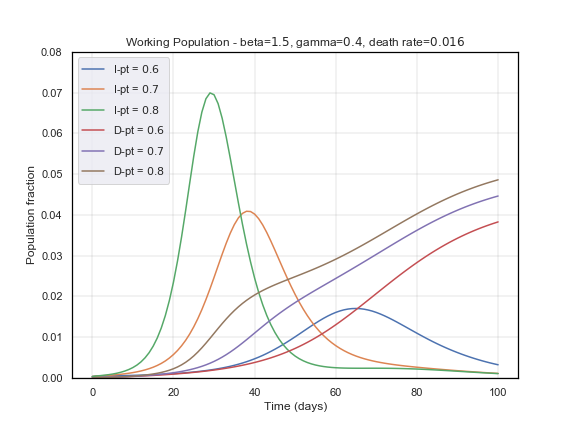 Working Population - beta=1.5, gamma=0.4, death rate=0.016
0.08
0.07
0.06
0.05
0.04
0.03
0.02
0.01
0.00
Population fraction
I-pt = 0.6
I-pt = 0.7
I-pt = 0.8
D-pt = 0.6
D-pt = 0.7
D-pt = 0.8
0 20 40 60 80 100
Time (days)